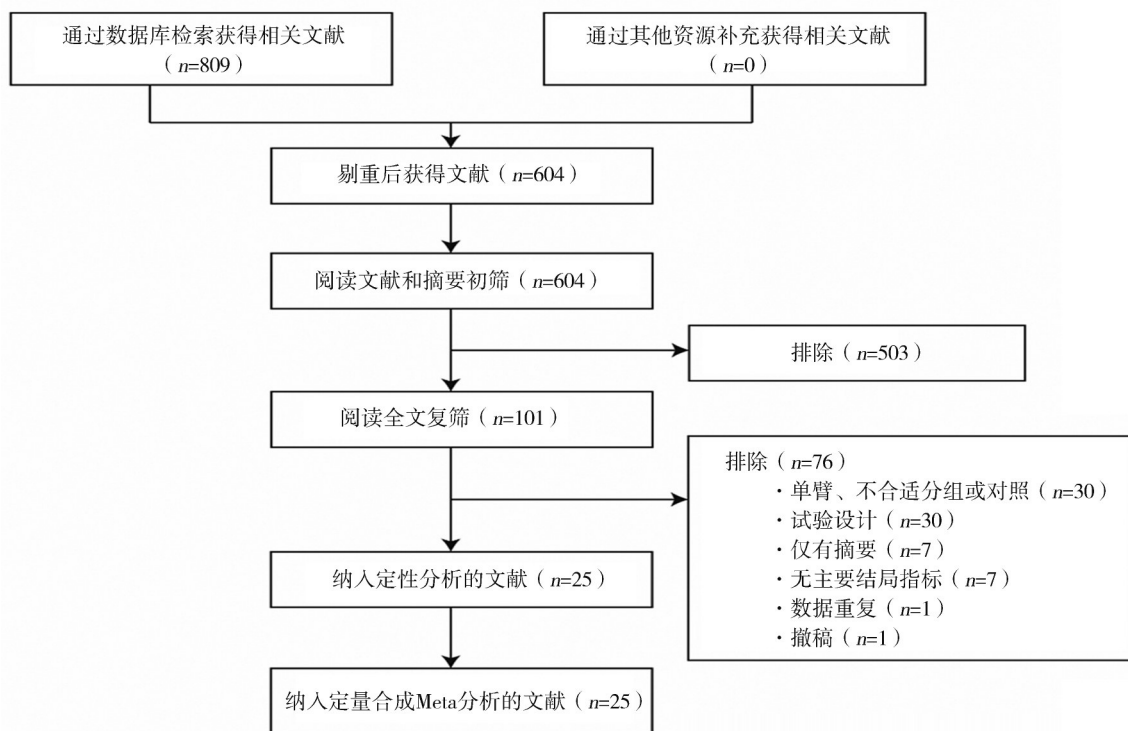 通过数据库检索获得相关文献
（n=809）
通过其他资源补充获得相关文献
（n=0）
剔重后获得文献（n=604）
阅读文献和摘要初筛（n=604）
排除（n=503）
阅读全文复筛（n=101）
排除（n=76）
·单臂、不合适分组或对照（n=30）
·试验设计（n=30）
·仅有摘要（n=7）
·无主要结局指标（n=7）
·数据重复（n=1）
·撤稿（n=1）
纳入定性分析的文献（n=25）
纳入定量合成Meta分析的文献（n=25）